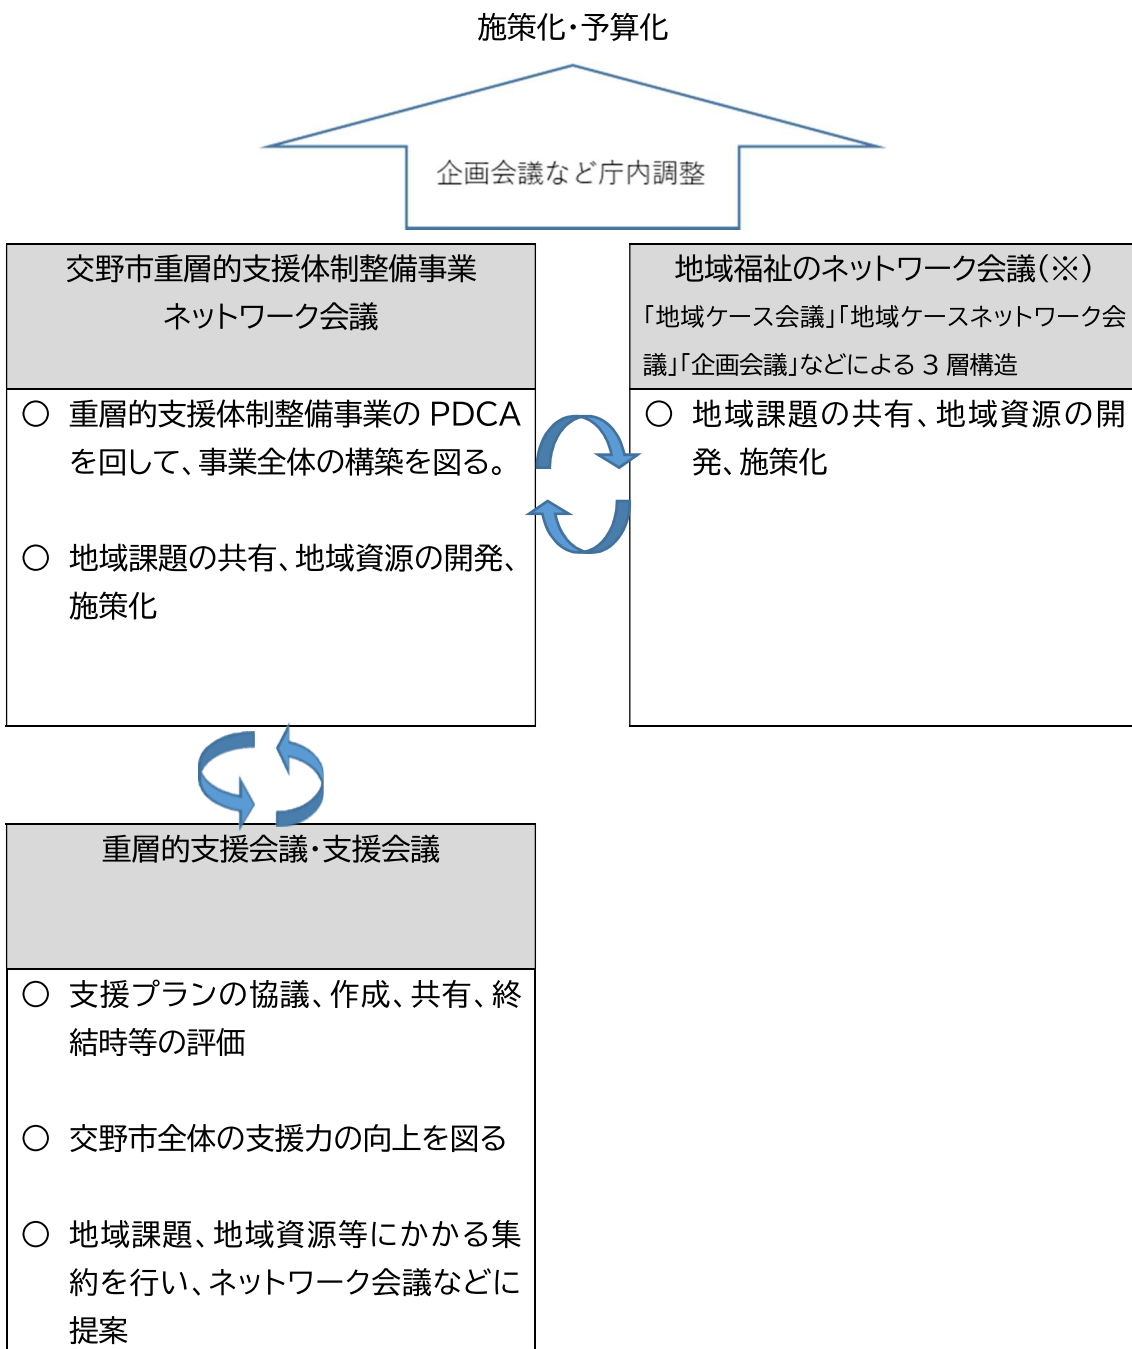 施策化・予算化
企画会議など庁内調整
交野市重層的支援体制整備事業
ネットワーク会議
○ 重層的支援体制整備事業の PDCA
を回して、事業全体の構築を図る。
○ 地域課題の共有、地域資源の開発、
施策化
地域福祉のネットワーク会議(※)
「地域ケース会議」「地域ケースネットワーク会
議」「企画会議」などによる 3 層構造
○ 地域課題の共有、地域資源の開
発、施策化
重層的支援会議・支援会議
○ 支援プランの協議、作成、共有、終
結時等の評価
○ 交野市全体の支援力の向上を図る
○ 地域課題、地域資源等にかかる集
約を行い、ネットワーク会議などに
提案